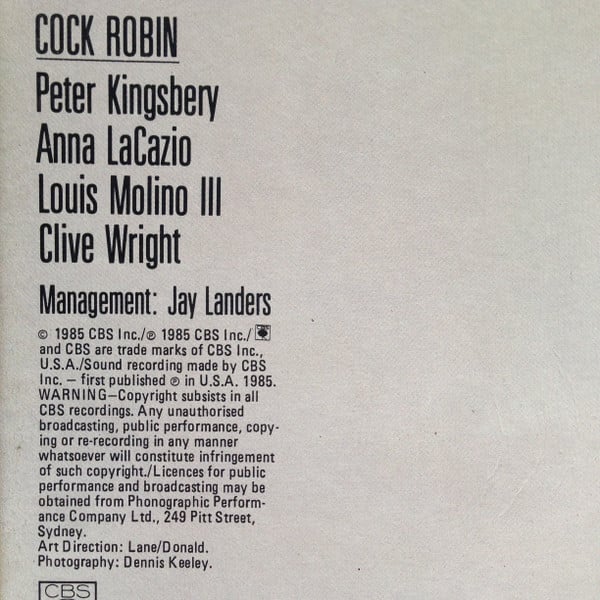 COCK ROBIN
Peter Kingsbery
Anna LaCazio
Louis Molino III
Clive Wright
Management: Jay Landers
© 1985 CBS Inc./℗ 1985 CBS Inc./
and CBS are trade marks of CBS Inc.,
U.S.A./Sound recording made by CBS
Inc. – first published ℗ in U.S.A. 1985.
WARNING–Copyright subsists in all
CBS recordings. Any unauthorised
broadcasting, public performance, copy-
ing or re-recording in any manner
whatsoever will constitute infringement
of such copyright./Licences for public
performance and broadcasting may be
obtained from Phonographic Perform-
ance Company Ltd., 249 Pitt Street,
Sydney.
Art Direction: Lane/Donald.
Photography: Dennis Keeley.
CBS